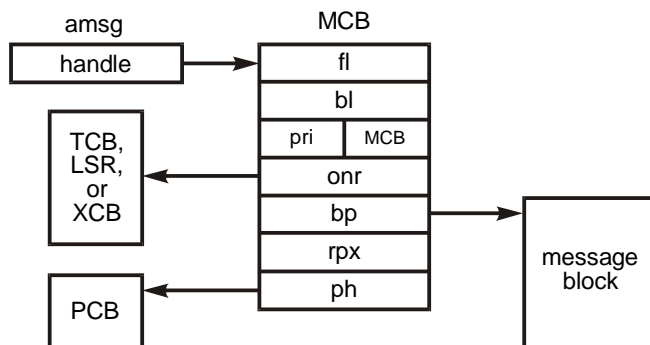 amsg
MCB
handle
fl
bl
pri
MCB
TCB,
LSR,
or
XCB
onr
bp
rpx
ph
message
block
PCB